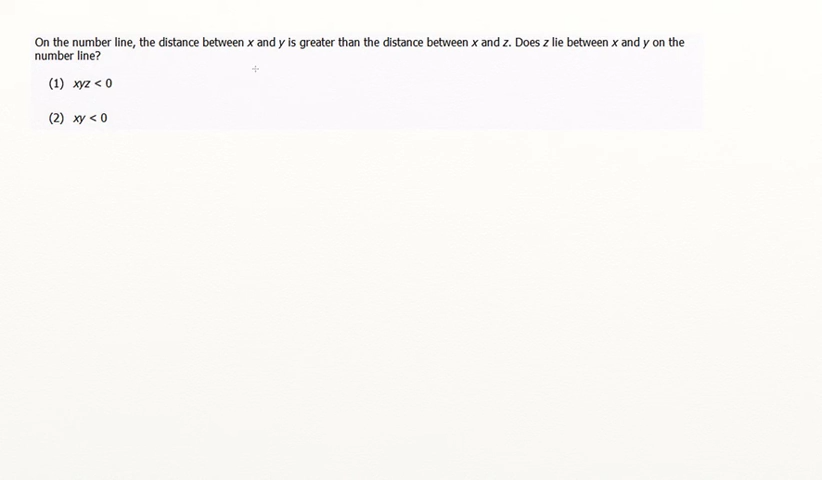 On the number line, the distance between x and y is greater than the distance between x and z. Does z lie between x and y on the
number line?
(1) xyz < 0
(2) xy < 0